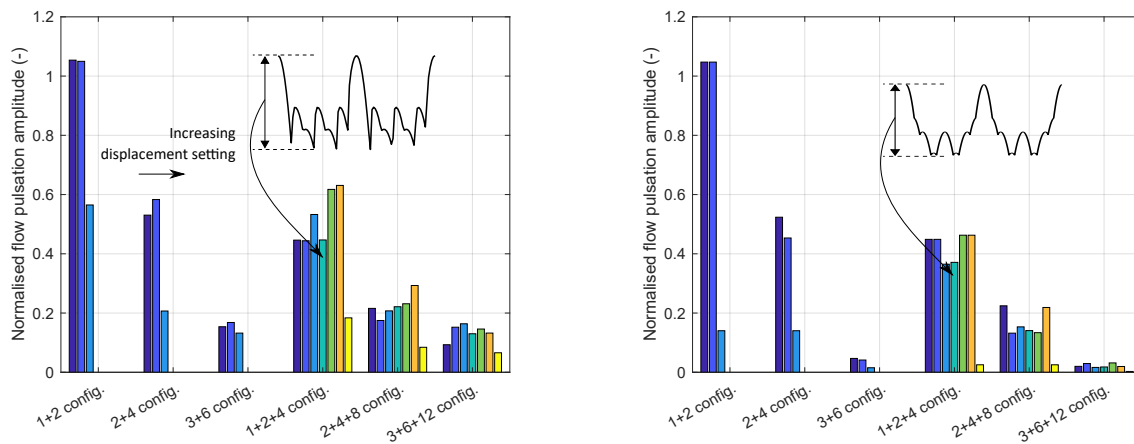 Normalised flow pulsation amplitude (-)
1.2
1
0.8
0.6
0.4
0.2
0
Increasing
displacement setting
1+2 config.
2+4 config.
3+6 config.
1+2+4 config.
2+4+8 config.
3+6+12 config.
Normalised flow pulsation amplitude (-)
1.2
1
0.8
0.6
0.4
0.2
0
1+2 config.
2+4 config.
3+6 config.
1+2+4 config.
2+4+8 config.
3+6+12 config.